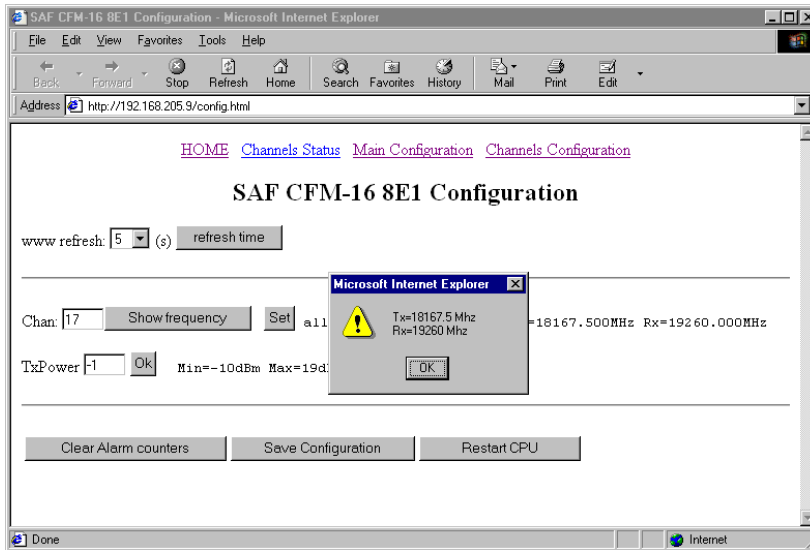 SAF CFM-16 8E1 Configuration - Microsoft Internet Explorer
File Edit View Favorites Tools Help
Back Forward Stop Refresh Home Search Favorites History Mail Print Edit
Address http://192.168.205.9/config.html
HOME Channels Status Main Configuration Channels Configuration
SAF CFM-16 8E1 Configuration
www refresh: 5 (s) refresh time
Microsoft Internet Explorer
Tx=18167.5 Mhz
Rx=19260 Mhz
OK
Chan: 17 Show frequency Set all =18167.500MHz Rx=19260.000MHz
TxPower -1 Ok Min=-10dBm Max=19d
Clear Alarm counters Save Configuration Restart CPU
Done Internet